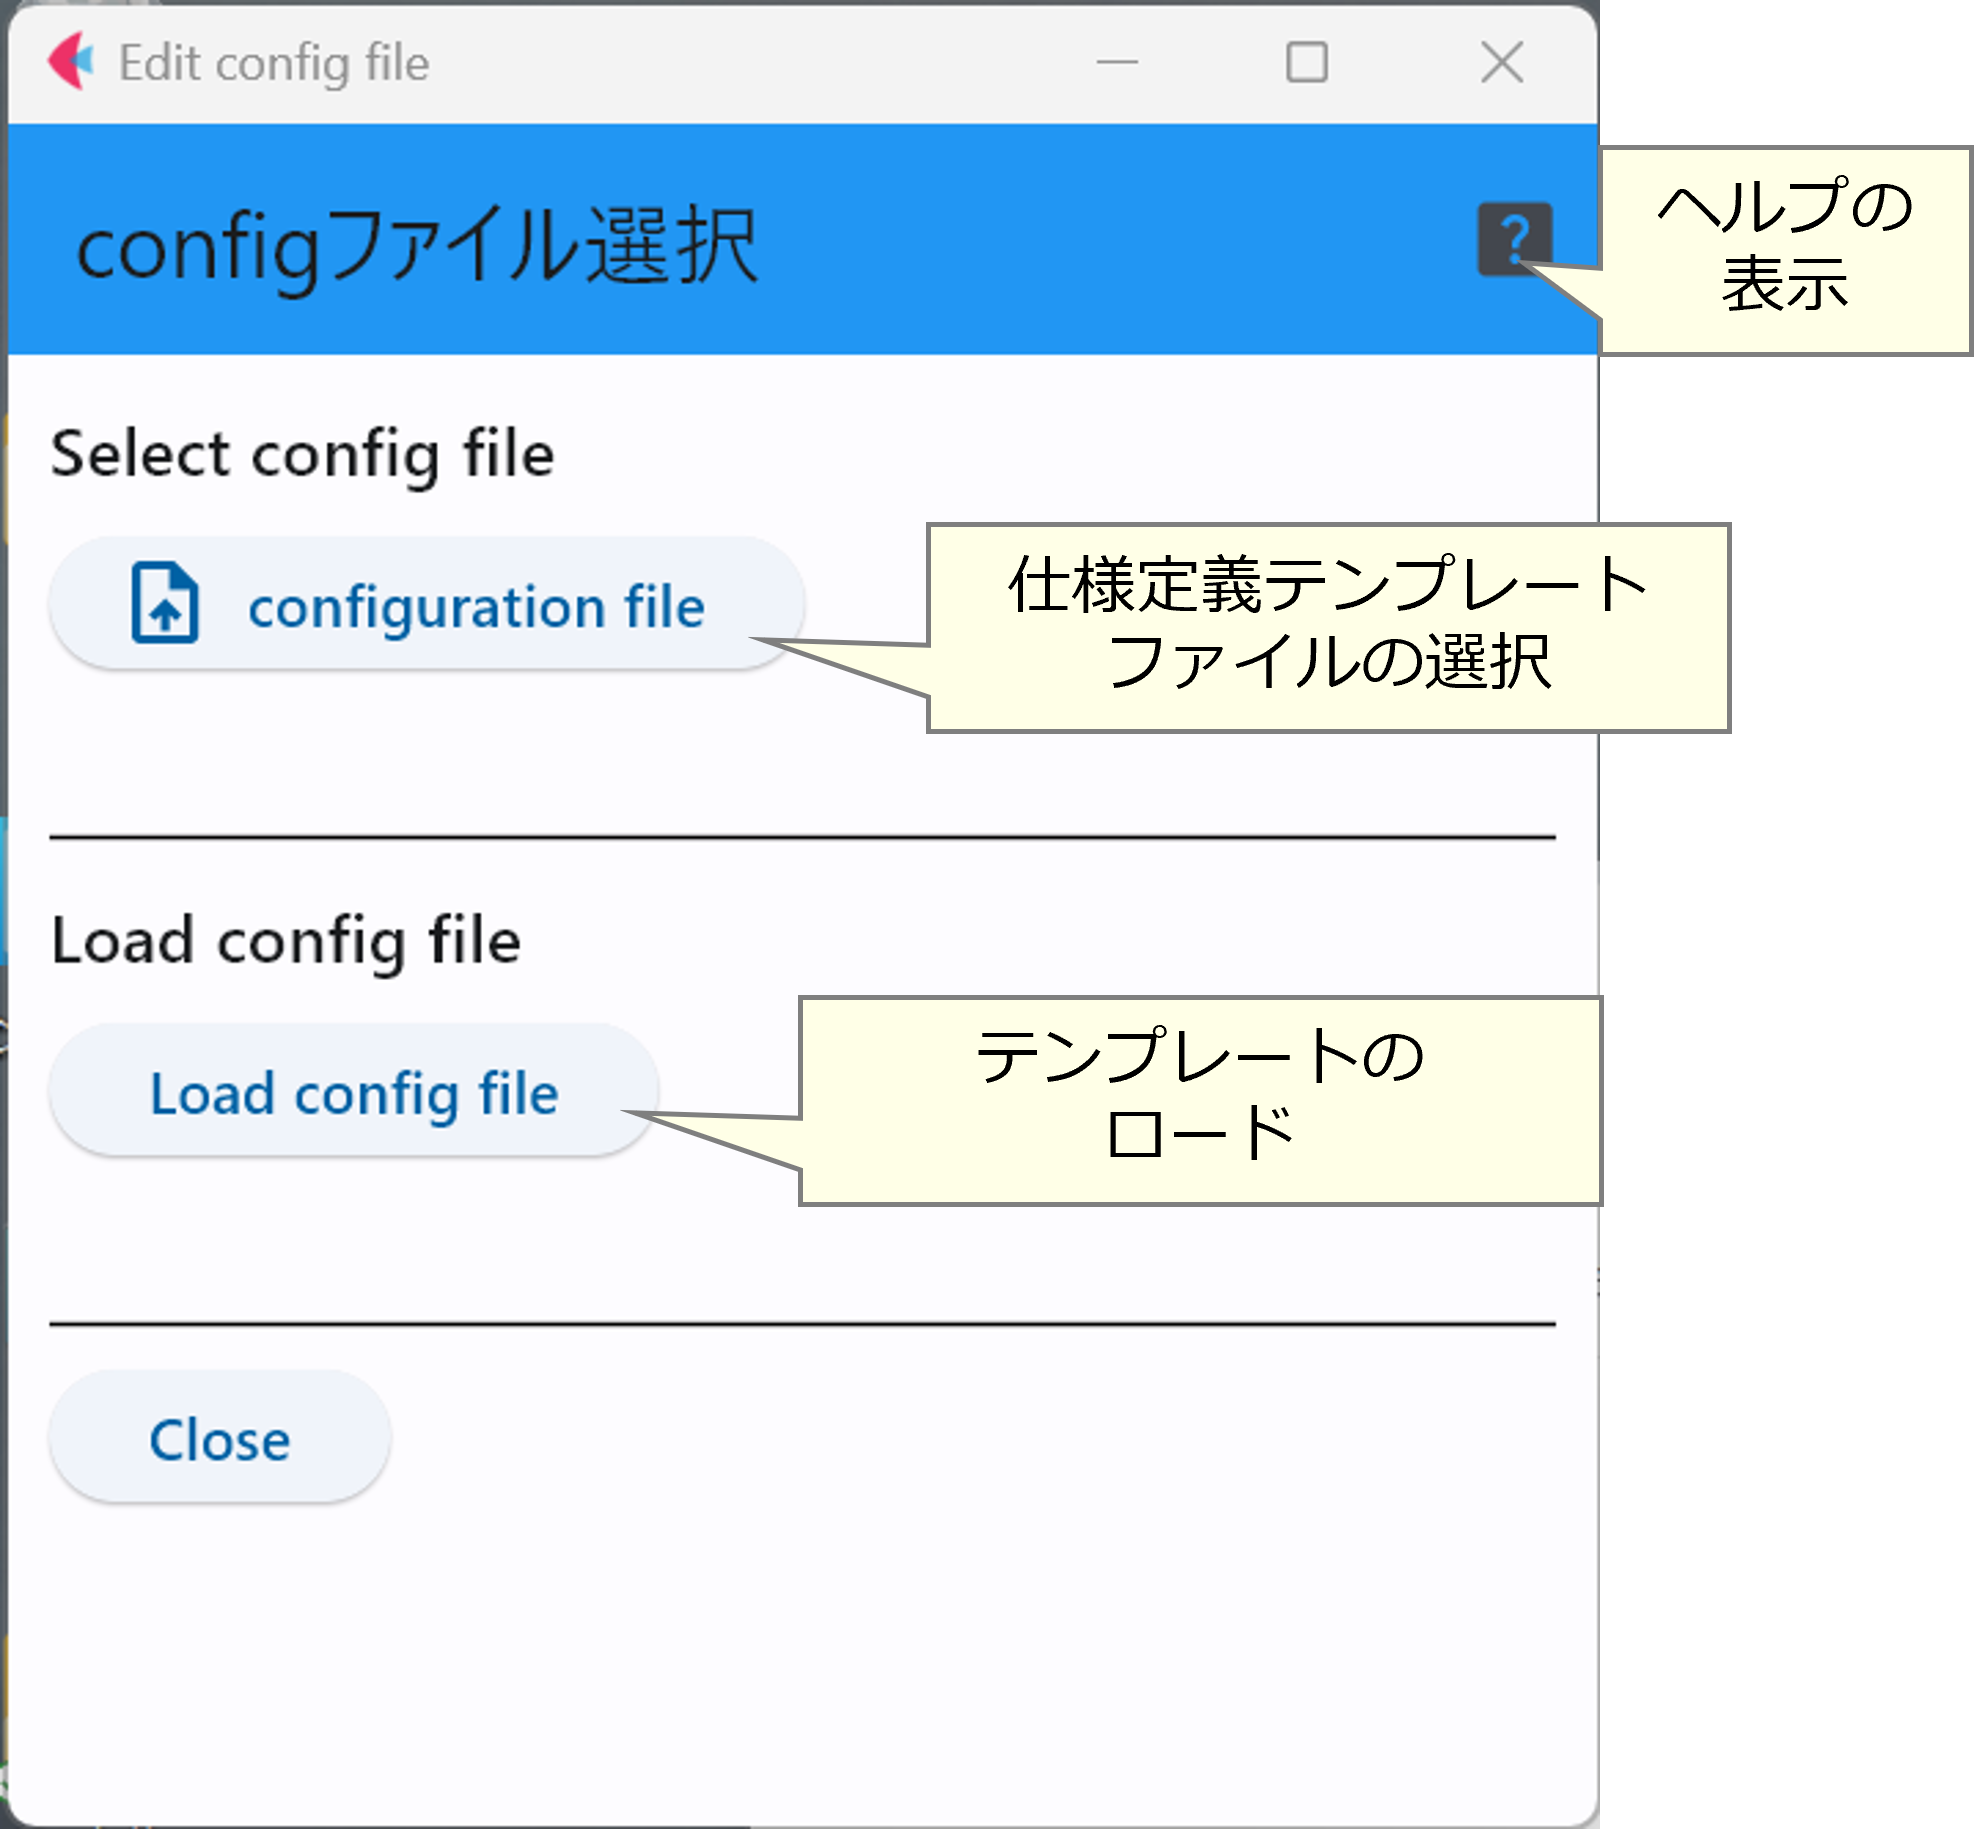 Edit config file
configファイル選択
?
ヘルプの
表示
Select config file
configuration file
仕様定義テンプレート
ファイルの選択
Load config file
Load config file
テンプレートの
ロード
Close